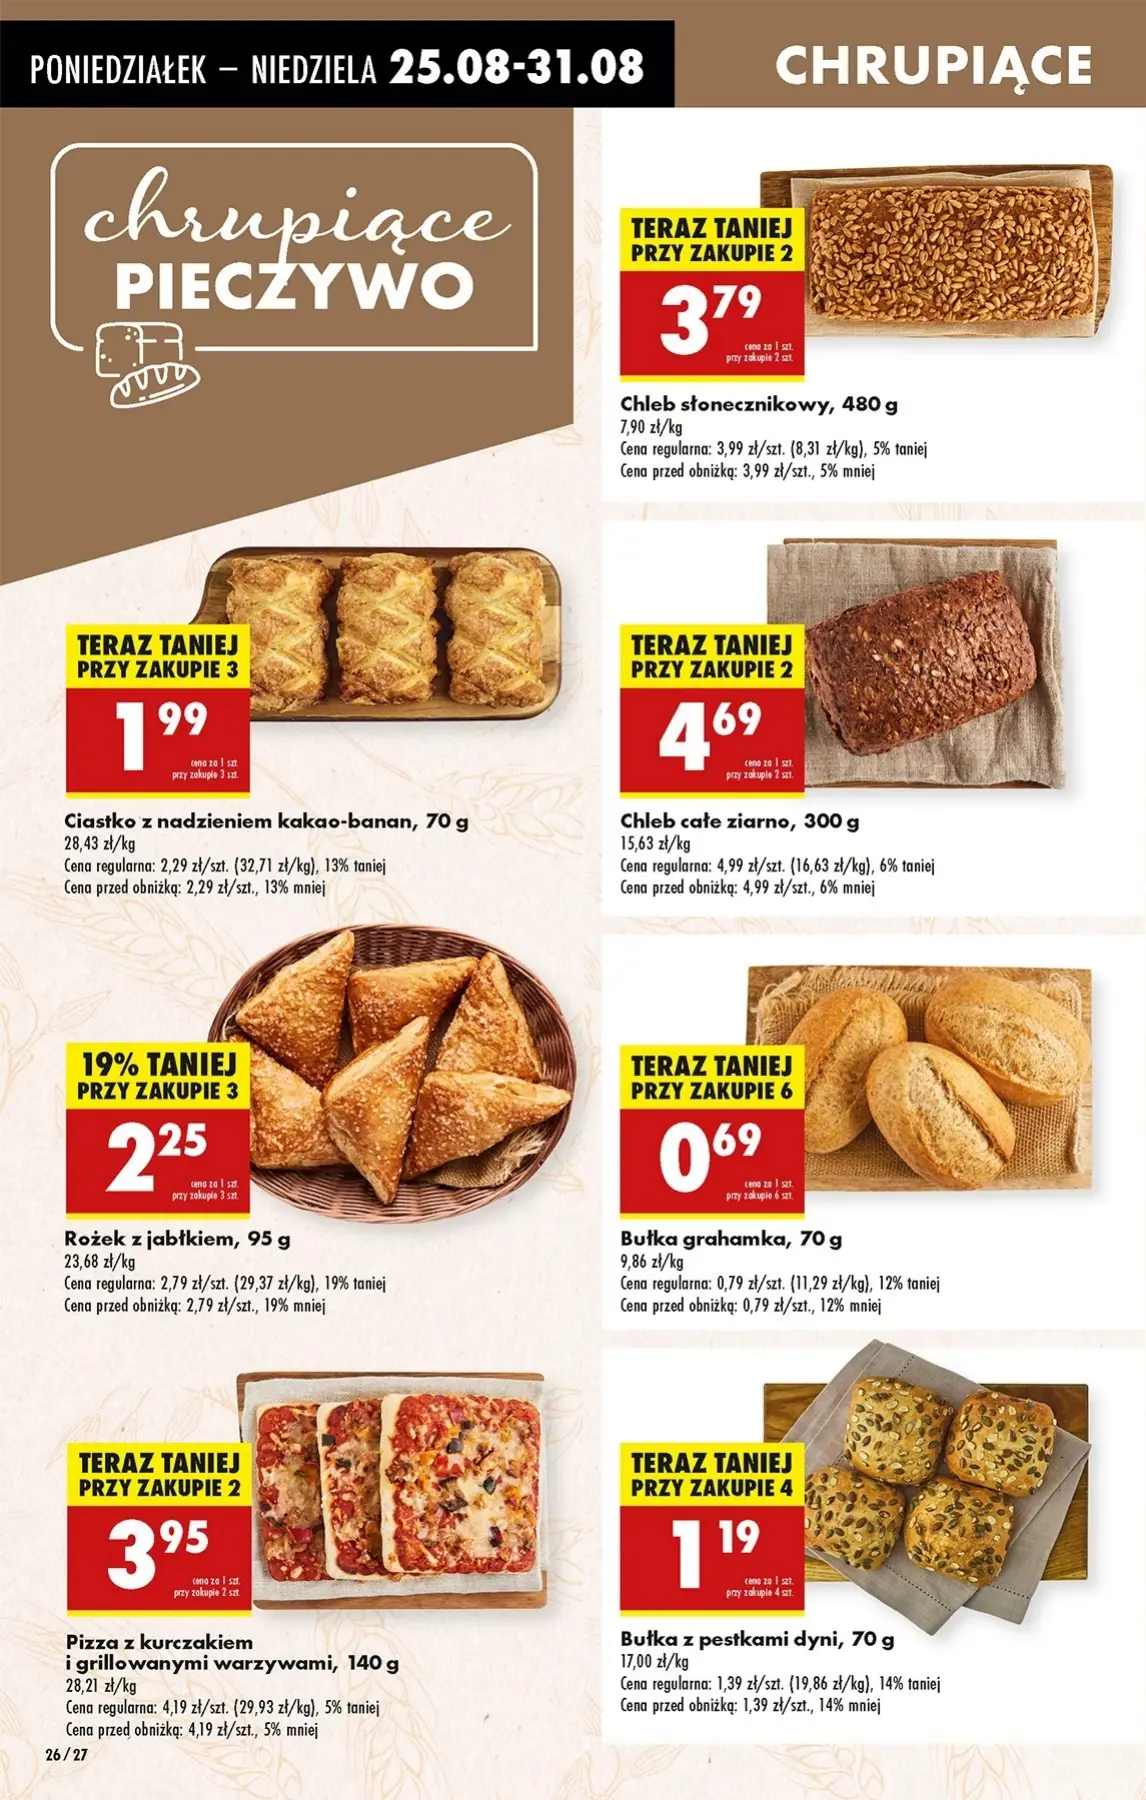 PONIEDZIAŁEK – NIEDZIELA 25.08-31.08
CHRUPIĄCE
chrupiące
PIECZYWO
TERAZ TANIEJ
PRZY ZAKUPIE 2
3 79
cena za 1 szt.
przy zakupie 2 szt.
Chleb słonecznikowy, 480 g
7,90 zł/kg
Cena regularna: 3,99 zł/szt. (8,31 zł/kg), 5% taniej
Cena przed obniżką: 3,99 zł/szt., 5% mniej
TERAZ TANIEJ
PRZY ZAKUPIE 3
1 99
cena za 1 szt.
przy zakupie 3 szt.
Ciastko z nadzieniem kakao-banan, 70 g
28,43 zł/kg
Cena regularna: 2,29 zł/szt. (32,71 zł/kg), 13% taniej
Cena przed obniżką: 2,29 zł/szt., 13% mniej
TERAZ TANIEJ
PRZY ZAKUPIE 2
4 69
cena za 1 szt.
przy zakupie 2 szt.
Chleb całe ziarno, 300 g
15,63 zł/kg
Cena regularna: 4,99 zł/szt. (16,63 zł/kg), 6% taniej
Cena przed obniżką: 4,99 zł/szt., 6% mniej
19% TANIEJ
PRZY ZAKUPIE 3
2 25
cena za 1 szt.
przy zakupie 3 szt.
Rożek z jabłkiem, 95 g
23,68 zł/kg
Cena regularna: 2,79 zł/szt. (29,37 zł/kg), 19% taniej
Cena przed obniżką: 2,79 zł/szt., 19% mniej
TERAZ TANIEJ
PRZY ZAKUPIE 6
0 69
cena za 1 szt.
przy zakupie 6 szt.
Bułka grahamka, 70 g
9,86 zł/kg
Cena regularna: 0,79 zł/szt. (11,29 zł/kg), 12% taniej
Cena przed obniżką: 0,79 zł/szt., 12% mniej
TERAZ TANIEJ
PRZY ZAKUPIE 2
3 95
cena za 1 szt.
przy zakupie 2 szt.
Pizza z kurczakiem
i grillowanymi warzywami, 140 g
28,21 zł/kg
Cena regularna: 4,19 zł/szt. (29,93 zł/kg), 5% taniej
Cena przed obniżką: 4,19 zł/szt., 5% mniej
TERAZ TANIEJ
PRZY ZAKUPIE 4
1 19
cena za 1 szt.
przy zakupie 4 szt.
Bułka z pestkami dyni, 70 g
17,00 zł/kg
Cena regularna: 1,39 zł/szt. (19,86 zł/kg), 14% taniej
Cena przed obniżką: 1,39 zł/szt., 14% mniej
26 / 27